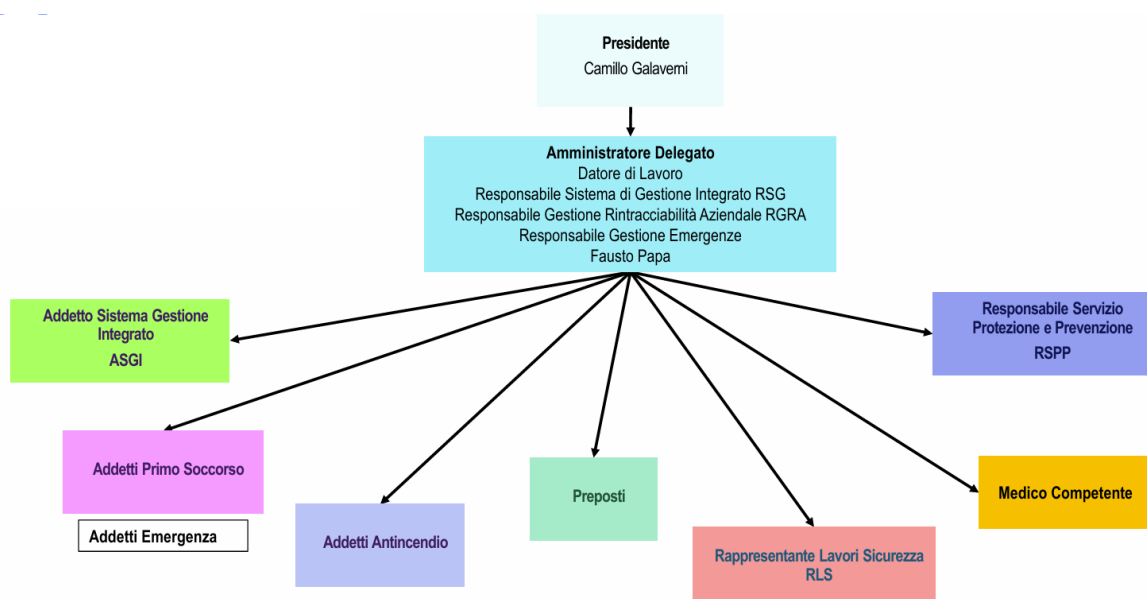 Presidente
Camillo Galaverni
Amministratore Delegato
Datore di Lavoro
Responsabile Sistema di Gestione Integrato RSG
Responsabile Gestione Rintracciabilità Aziendale RGRA
Responsabile Gestione Emergenze
Fausto Papa
Addetto Sistema Gestione
Integrato
ASGI
Responsabile Servizio
Protezione e Prevenzione
RSPP
Addetti Primo Soccorso
Addetti Emergenza
Addetti Antincendio
Preposti
Rappresentante Lavori Sicurezza
RLS
Medico Competente